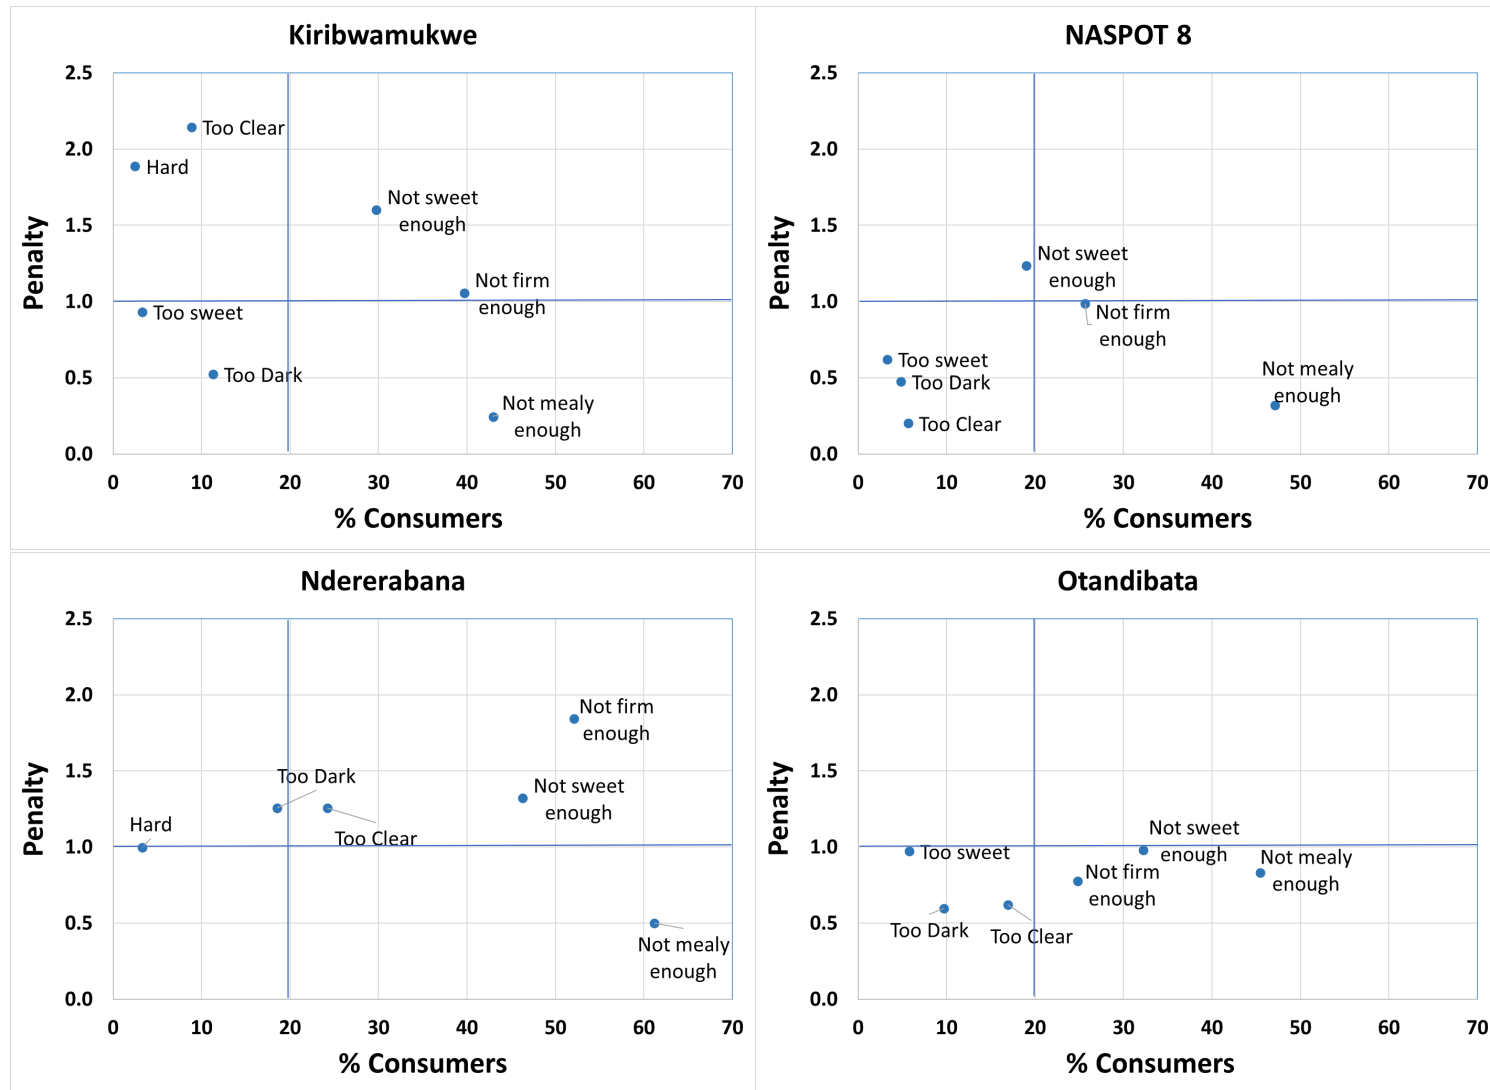 Kiribwamukwe
2.5
2.0
1.5
1.0
0.5
0.0
Penalty
Too Clear
Hard
Not sweet
enough
Not firm
enough
Too sweet
Too Dark
Not mealy
enough
0 10 20 30 40 50 60 70
% Consumers
NASPOT 8
2.5
2.0
1.5
1.0
0.5
0.0
Penalty
Not sweet
enough
Not firm
enough
Too sweet
Too Dark
Not mealy
enough
Too Clear
0 10 20 30 40 50 60 70
% Consumers
Ndererabana
2.5
2.0
1.5
1.0
0.5
0.0
Penalty
Not firm
enough
Too Dark
Not sweet
enough
Hard
Too Clear
Not mealy
enough
0 10 20 30 40 50 60 70
% Consumers
Otandibata
2.5
2.0
1.5
1.0
0.5
0.0
Penalty
Not sweet
enough
Too sweet
Not mealy
enough
Not firm
enough
Too Dark
Too Clear
0 10 20 30 40 50 60 70
% Consumers